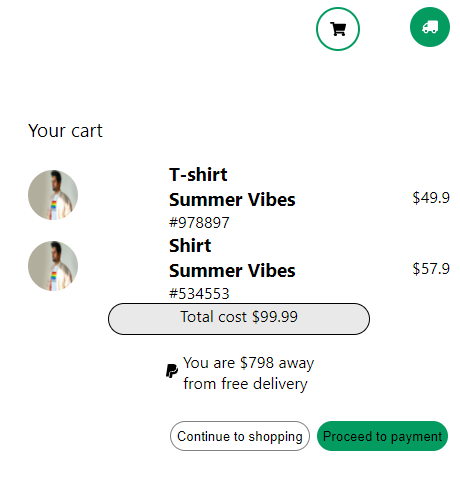 Your cart
T-shirt
Summer Vibes
#978897
$49.9
Shirt
Summer Vibes
#534553
$57.9
Total cost $99.99
You are $798 away
from free delivery
Continue to shopping
Proceed to payment